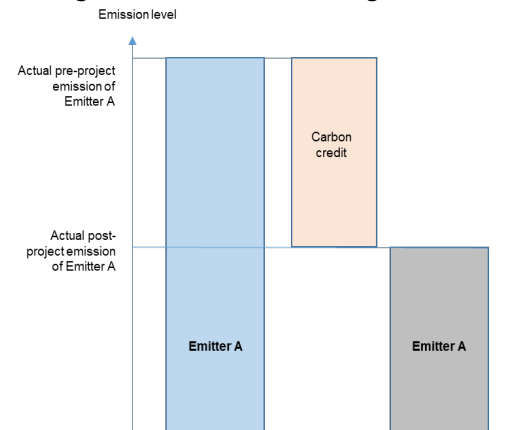 Emission level
Actual pre-project
emission of
Emitter A
Carbon
credit
Actual post-
project emission
of Emitter A
Emitter A
Emitter A